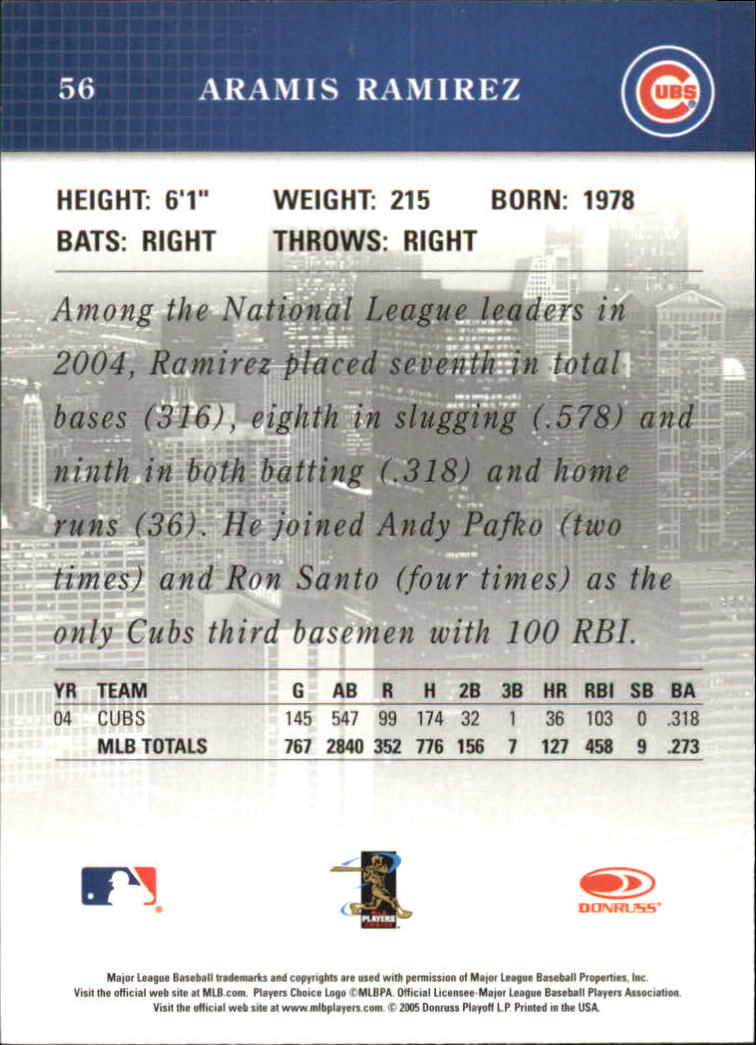 56 ARAMIS RAMIREZ
CUBS
HEIGHT: 6'1" WEIGHT: 215 BORN: 1978
BATS: RIGHT THROWS: RIGHT
Among the National League leaders in
2004, Ramirez placed seventh in total
bases (316), eighth in slugging (.578) and
ninth in both batting (.318) and home
runs (36). He joined Andy Pafko (two
times) and Ron Santo (four times) as the
only Cubs third basemen with 100 RBI.
YR TEAM G AB R H 2B 3B HR RBI SB BA
04 CUBS 145 547 99 174 32 1 36 103 0 .318
MLB TOTALS 767 2840 352 776 156 7 127 458 9 .273
MLB
PLAYERS
CHOICE
DONRUSS
Major League Baseball trademarks and copyrights are used with permission of Major League Baseball Properties, Inc.
Visit the official web site at MLB.com. Players Choice Logo ©MLBPA. Official Licensee-Major League Baseball Players Association.
Visit the official web site at www.mlbplayers.com. © 2005 Donruss Playoff L.P. Printed in the USA.